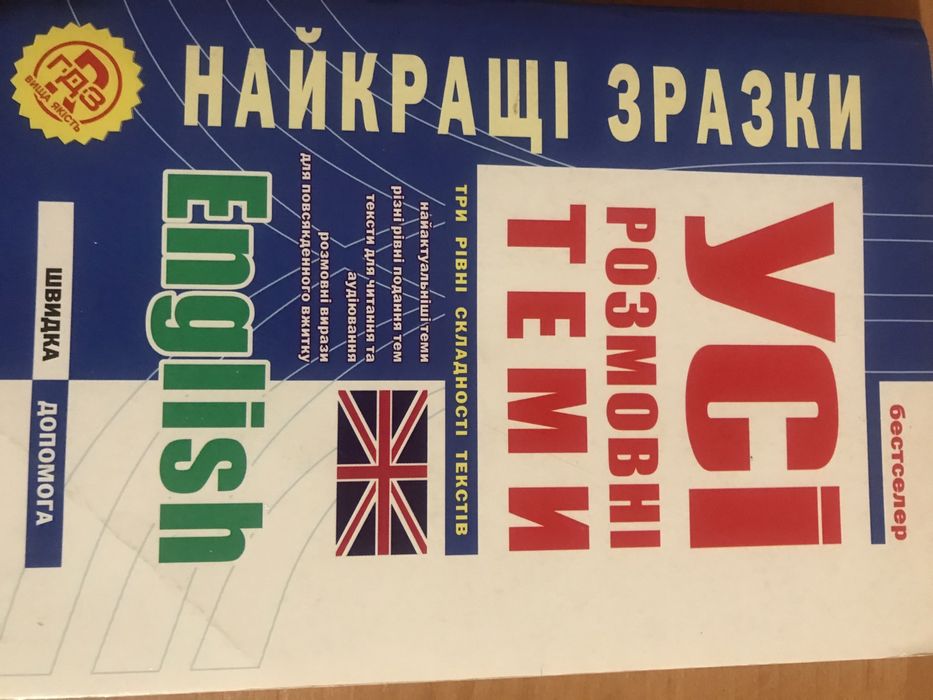 бестселер
УСІ
РОЗМОВНІ
ТЕМИ
ТРИ РІВНІ СКЛАДНОСТІ ТЕКСТІВ
найактуальніші теми
різні рівні подання тем
тексти для читання та
аудіювання
розмовні вирази
для повсякденного вжитку
English
ШВИДКА ДОПОМОГА
НАЙКРАЩІ ЗРАЗКИ
ГДЗ
ВИЩА ЯКІСТЬ